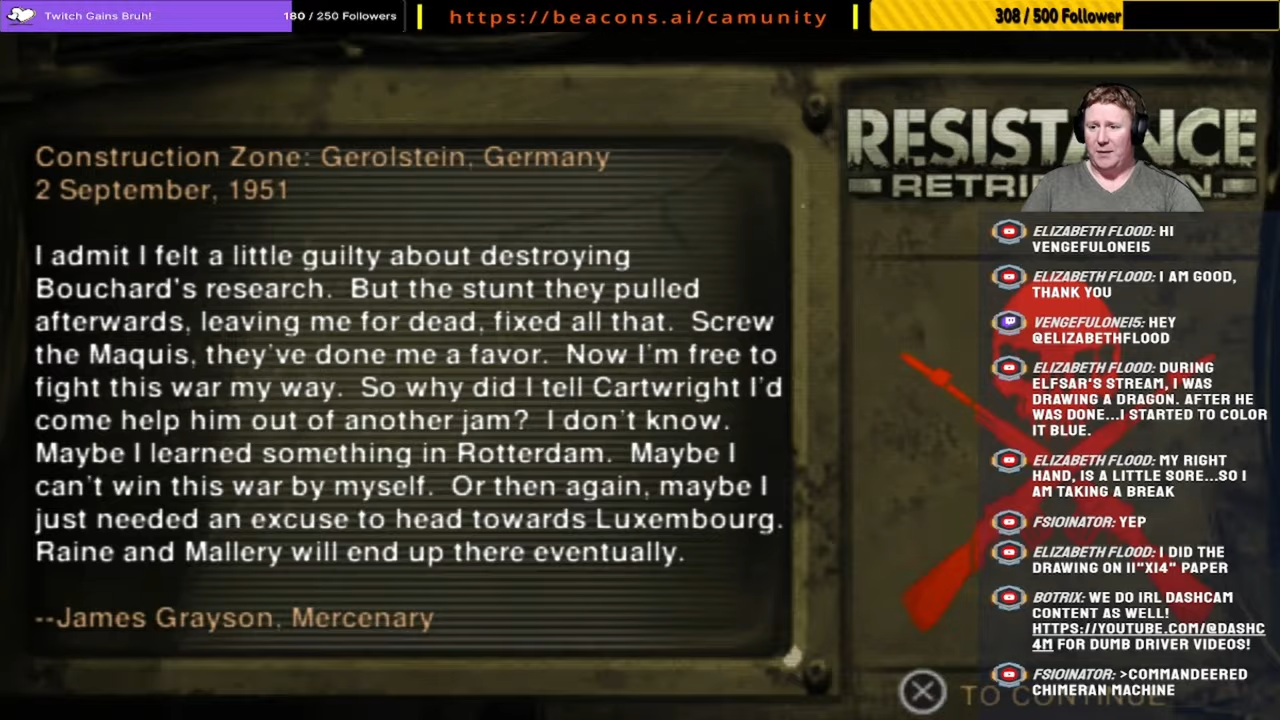 Twitch Gains Bruh!
180 / 250 Followers
https://beacons.ai/camunity
308 / 500 Follower
Construction Zone: Gerolstein, Germany
2 September, 1951
I admit I felt a little guilty about destroying
Bouchard's research. But the stunt they pulled
afterwards, leaving me for dead, fixed all that. Screw
the Maquis, they've done me a favor. Now I'm free to
fight this war my way. So why did I tell Cartwright I'd
come help him out of another jam? I don't know.
Maybe I learned something in Rotterdam. Maybe I
can't win this war by myself. Or then again, maybe I
just needed an excuse to head towards Luxembourg.
Raine and Mallery will end up there eventually.
--James Grayson, Mercenary
ELIZABETH FLOOD: HI
VENGEFULONE15
ELIZABETH FLOOD: I AM GOOD,
THANK YOU
VENGEFULONE15: HEY
@ELIZABETHFLOOD
ELIZABETH FLOOD: DURING
ELFSAR'S STREAM, I WAS
DRAWING A DRAGON. AFTER HE
WAS DONE...I STARTED TO COLOR
IT BLUE.
ELIZABETH FLOOD: MY RIGHT
HAND, IS A LITTLE SORE...SO I
AM TAKING A BREAK
FSIOINATOR: YEP
ELIZABETH FLOOD: I DID THE
DRAWING ON 11"X14" PAPER
BOTRIX: WE DO IRL DASHCAM
CONTENT AS WELL!
HTTPS://YOUTUBE.COM/@DASHC
4M FOR DUMB DRIVER VIDEOS!
FSIOINATOR: >COMMANDEERED
CHIMERAN MACHINE
TO CONTINUE